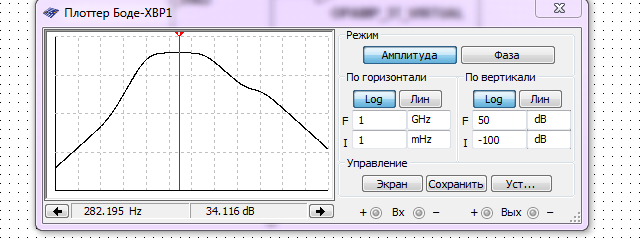 Плоттер Боде-XBP1
Режим
Амплитуда Фаза
По горизонтали По вертикали
Log Лин Log Лин
F 1 GHz F 50 dB
I 1 mHz I -100 dB
Управление
Экран Сохранить Уст...
282.195 Hz 34.116 dB
+ Вх − + Вых −